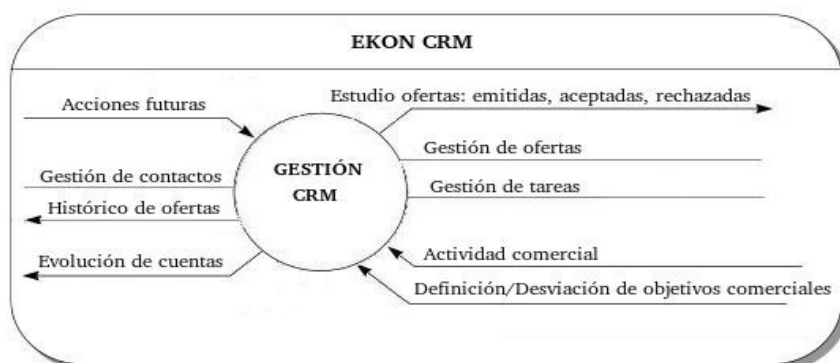 EKON CRM
Acciones futuras
Estudio ofertas: emitidas, aceptadas, rechazadas
Gestión de ofertas
Gestión de contactos
GESTIÓN
CRM
Gestión de tareas
Histórico de ofertas
Evolución de cuentas
Actividad comercial
Definición/Desviación de objetivos comerciales